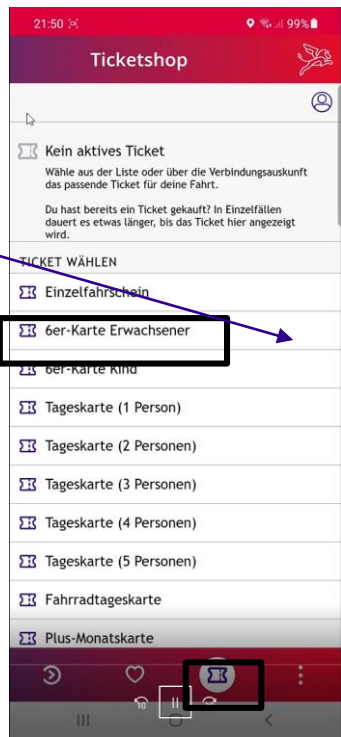 21:50
99%
Ticketshop
Kein aktives Ticket
Wähle aus der Liste oder über die Verbindungsauskunft
das passende Ticket für deine Fahrt.
Du hast bereits ein Ticket gekauft? In Einzelfällen
dauert es etwas länger, bis das Ticket hier angezeigt
wird.
TICKET WÄHLEN
Einzelfahrschein
6er-Karte Erwachsener
6er-Karte Kind
Tageskarte (1 Person)
Tageskarte (2 Personen)
Tageskarte (3 Personen)
Tageskarte (4 Personen)
Tageskarte (5 Personen)
Fahrradtageskarte
Plus-Monatskarte
10